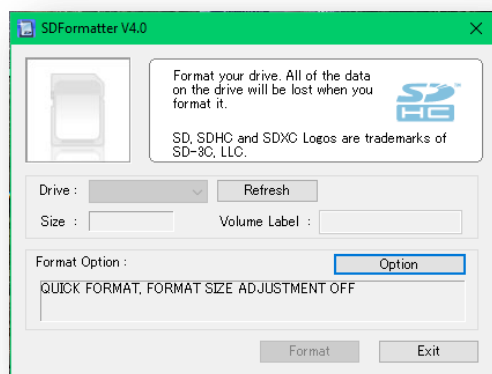 SDFormatter V4.0
Format your drive. All of the data
on the drive will be lost when you
format it.
SD, SDHC and SDXC Logos are trademarks of
SD-3C, LLC.
SD
HC
Drive :
Refresh
Size :
Volume Label :
Format Option :
Option
QUICK FORMAT, FORMAT SIZE ADJUSTMENT OFF
Format
Exit